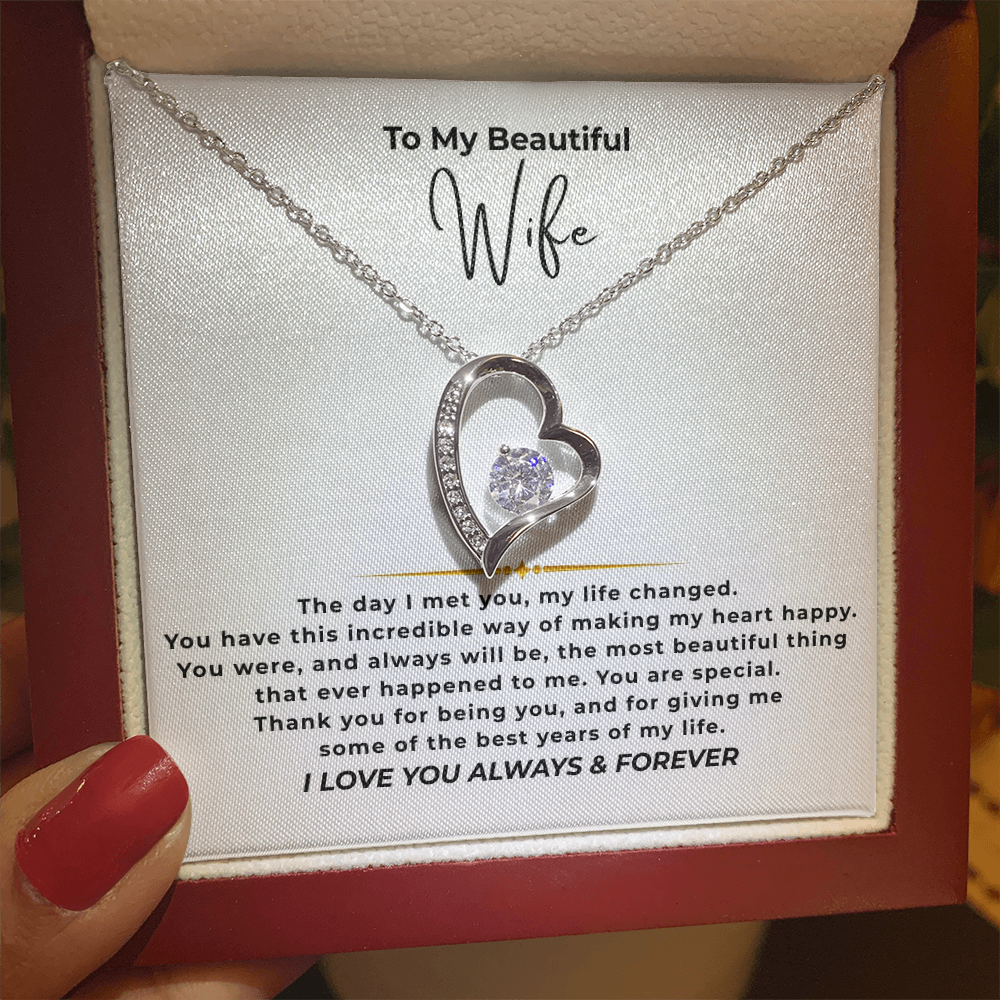 To My Beautiful
Wife
The day I met you, my life changed.
You have this incredible way of making my heart happy.
You were, and always will be, the most beautiful thing
that ever happened to me. You are special.
Thank you for being you, and for giving me
some of the best years of my life.
I LOVE YOU ALWAYS & FOREVER